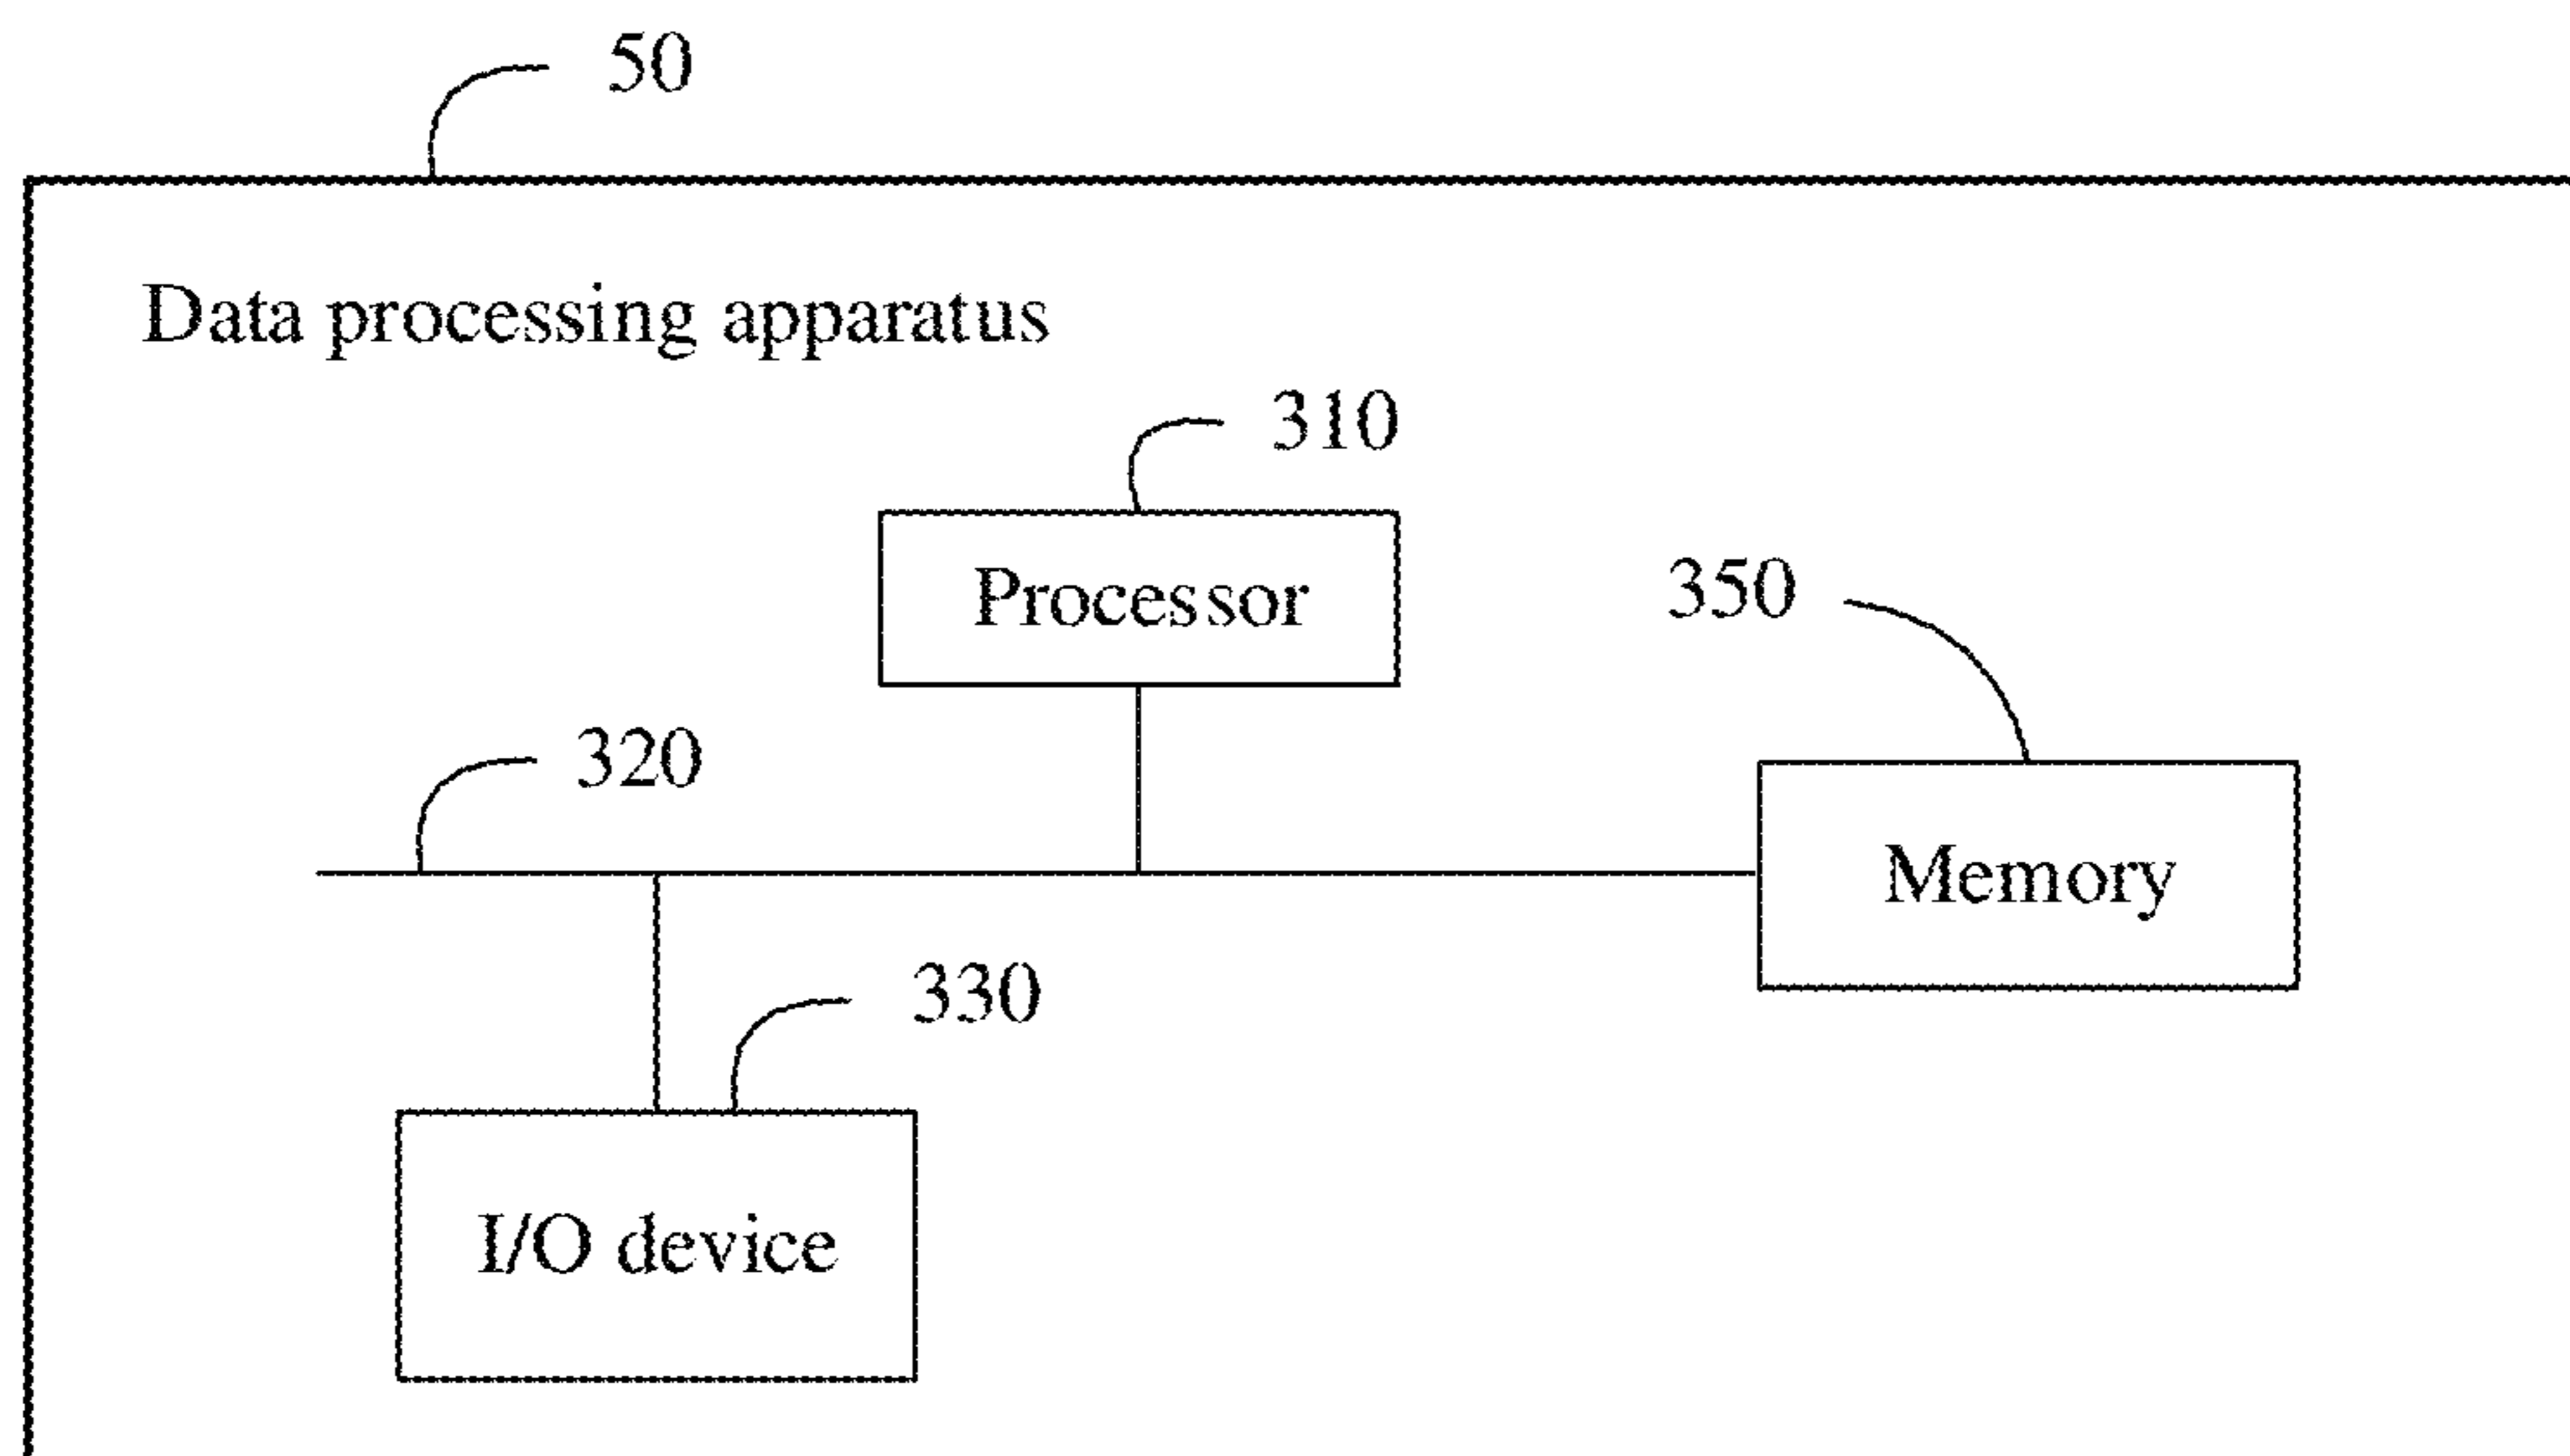 50
Data processing apparatus
310
Processor
350
320
Memory
330
I/O device